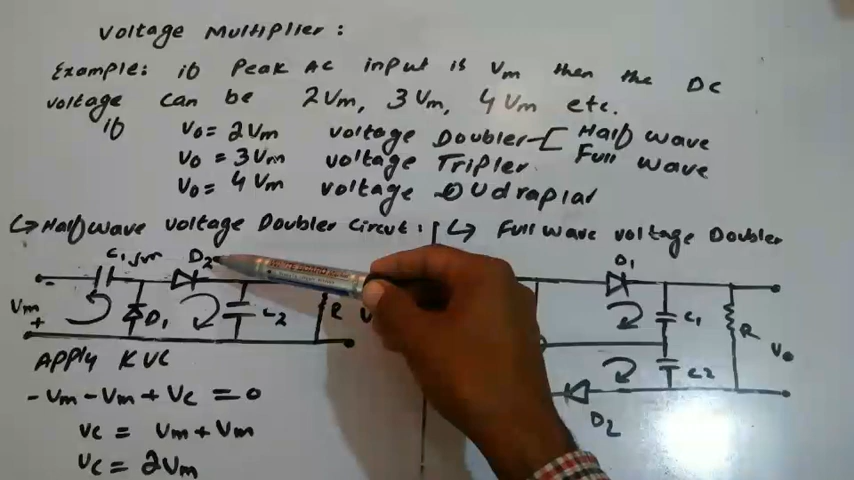 Voltage Multiplier :
Example: if Peak AC input is Vm then the DC
voltage can be 2Vm, 3Vm, 4Vm etc.
if Vo = 2Vm voltage Doubler - [ Half wave
Full wave
Vo = 3Vm voltage Tripler
Vo = 4Vm voltage QUdraplar
↳ Half wave voltage Doubler Circut :
↳ Full wave voltage Doubler
C1 D2
-
Vm
+
D1
C2
R
D1
C1
R
Vo
C2
D2
APPly KVL
-Vm - Vm + Vc = 0
Vc = Vm + Vm
Vc = 2Vm